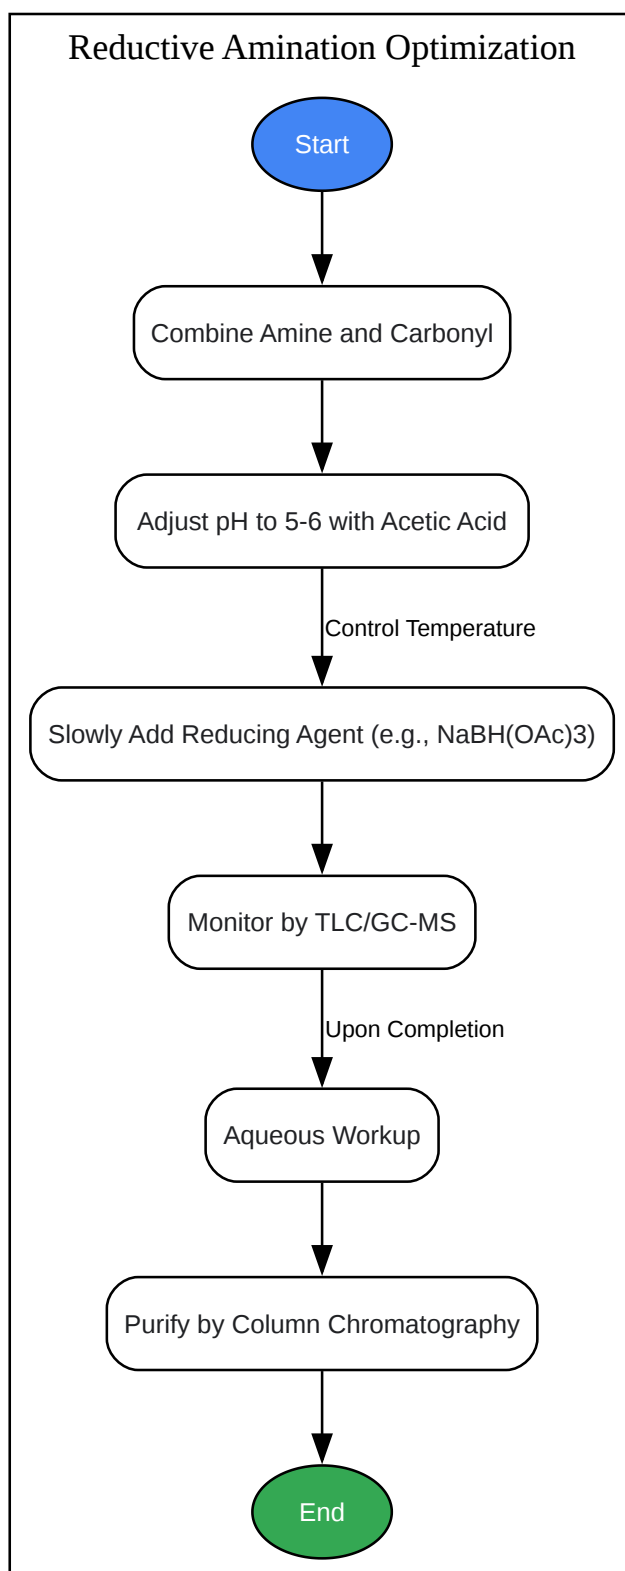 Reductive Amination Optimization
Start
Combine Amine and Carbonyl
Adjust pH to 5-6 with Acetic Acid
Control Temperature
Slowly Add Reducing Agent (e.g., NaBH(OAc)3)
Monitor by TLC/GC-MS
Upon Completion
Aqueous Workup
Purify by Column Chromatography
End